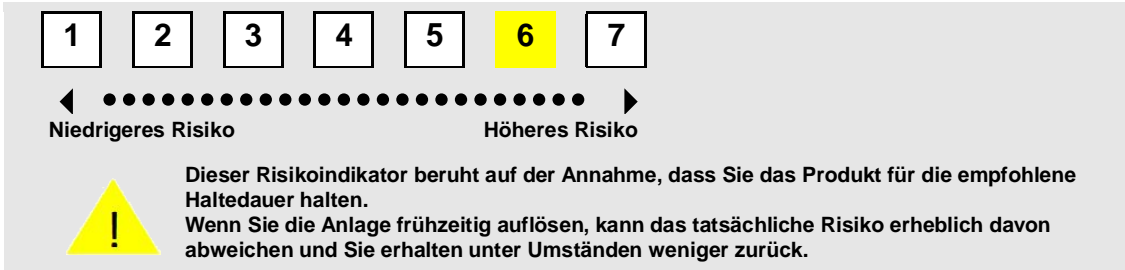 1 2 3 4 5 6 7
Niedrigeres Risiko Höheres Risiko
Dieser Risikoindikator beruht auf der Annahme, dass Sie das Produkt für die empfohlene
Haltedauer halten.
Wenn Sie die Anlage frühzeitig auflösen, kann das tatsächliche Risiko erheblich davon
abweichen und Sie erhalten unter Umständen weniger zurück.
!